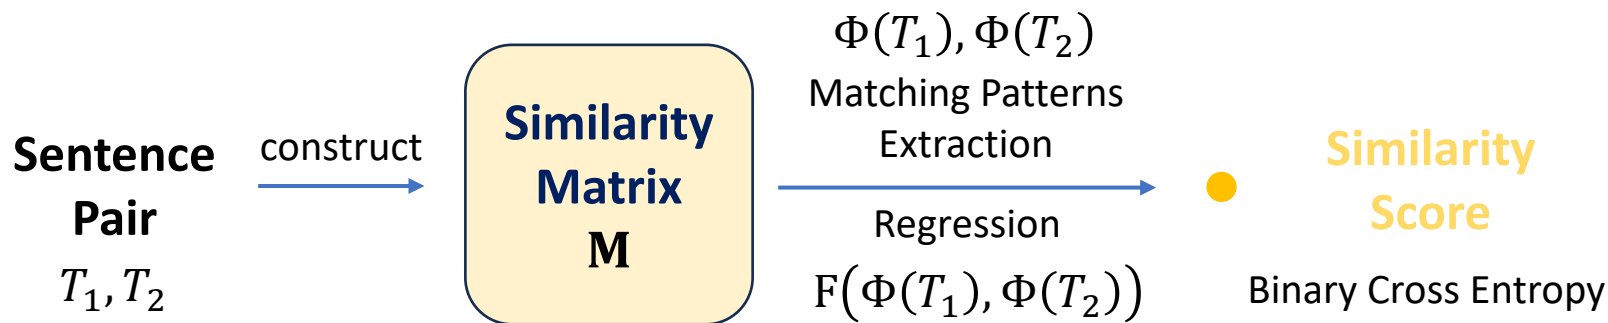 Sentence
Pair
T₁, T₂
construct
Similarity
Matrix
M
Φ(T₁), Φ(T₂)
Matching Patterns
Extraction
Regression
F(Φ(T₁), Φ(T₂))
Similarity
Score
Binary Cross Entropy